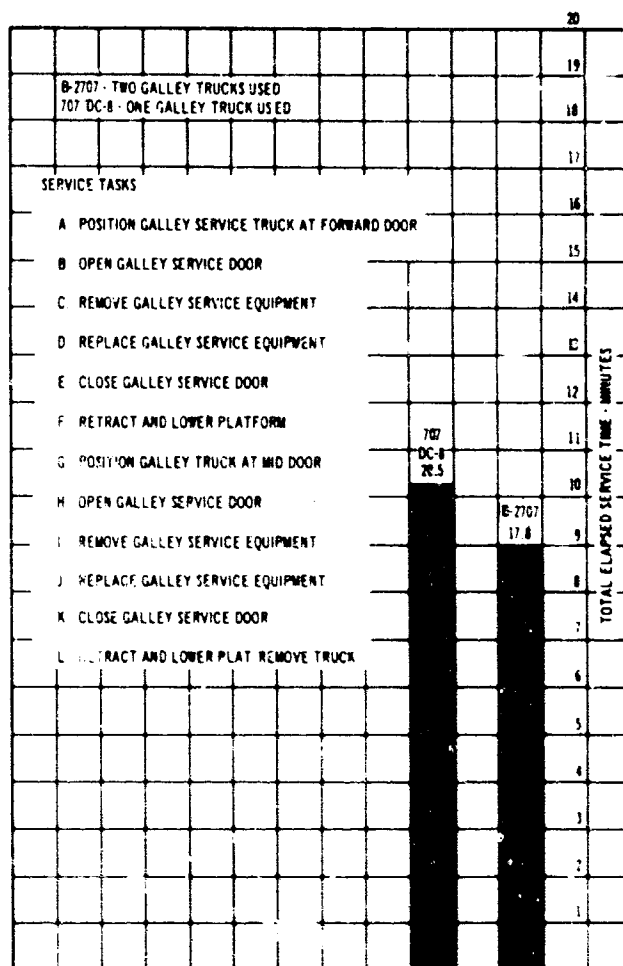 B-2707 - TWO GALLEY TRUCKS USED
707 DC-8 - ONE GALLEY TRUCK USED
SERVICE TASKS
A POSITION GALLEY SERVICE TRUCK AT FORWARD DOOR
B OPEN GALLEY SERVICE DOOR
C REMOVE GALLEY SERVICE EQUIPMENT
D REPLACE GALLEY SERVICE EQUIPMENT
E CLOSE GALLEY SERVICE DOOR
F RETRACT AND LOWER PLATFORM
G POSITION GALLEY TRUCK AT MID DOOR
H OPEN GALLEY SERVICE DOOR
I REMOVE GALLEY SERVICE EQUIPMENT
J REPLACE GALLEY SERVICE EQUIPMENT
K CLOSE GALLEY SERVICE DOOR
L RETRACT AND LOWER PLAT REMOVE TRUCK
707
DC-8
20.5
B-2707
17.8
20
19
18
17
16
15
14
13
12
11
10
9
8
7
6
5
4
3
2
1
TOTAL ELAPSED SERVICE TIME - MINUTES